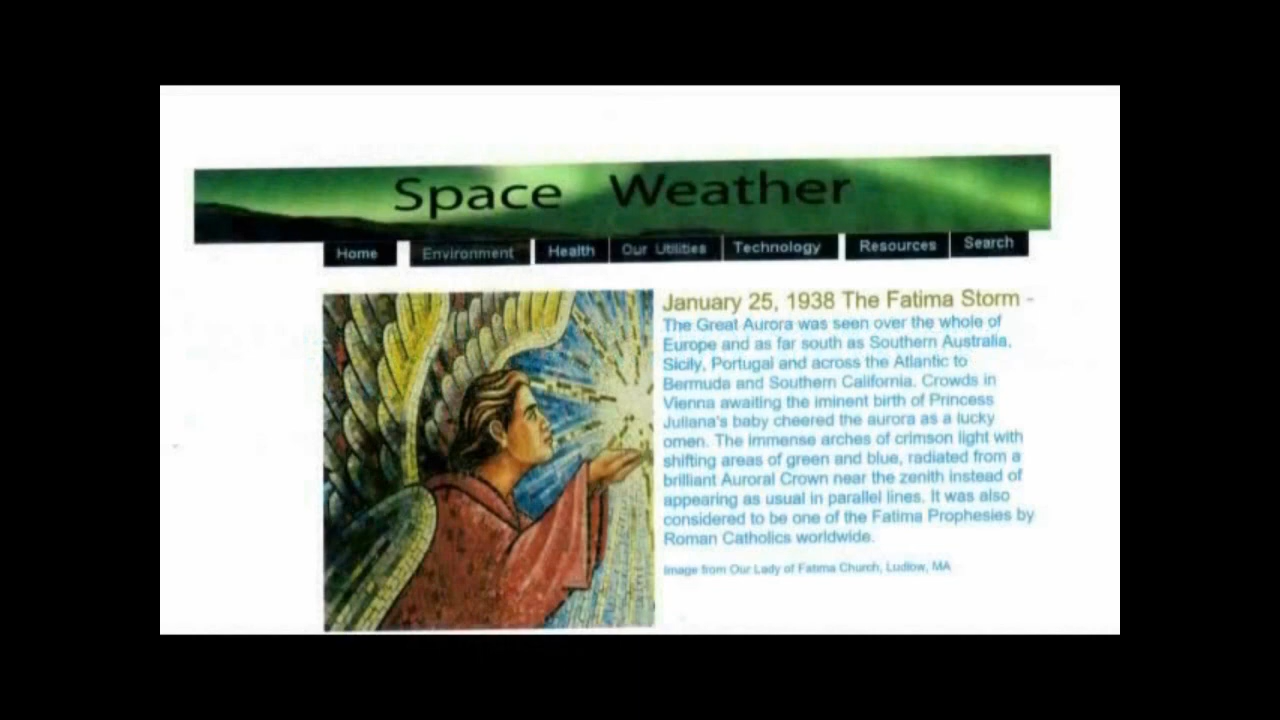 Space Weather
Home Environment Health Our Utilities Technology Resources Search
January 25, 1938 The Fatima Storm -
The Great Aurora was seen over the whole of
Europe and as far south as Southern Australia,
Sicily, Portugal and across the Atlantic to
Bermuda and Southern California. Crowds in
Vienna awaiting the iminent birth of Princess
Juliana's baby cheered the aurora as a lucky
omen. The immense arches of crimson light with
shifting areas of green and blue, radiated from a
brilliant Auroral Crown near the zenith instead of
appearing as usual in parallel lines. It was also
considered to be one of the Fatima Prophesies by
Roman Catholics worldwide.
Image from Our Lady of Fatima Church, Ludlow, MA